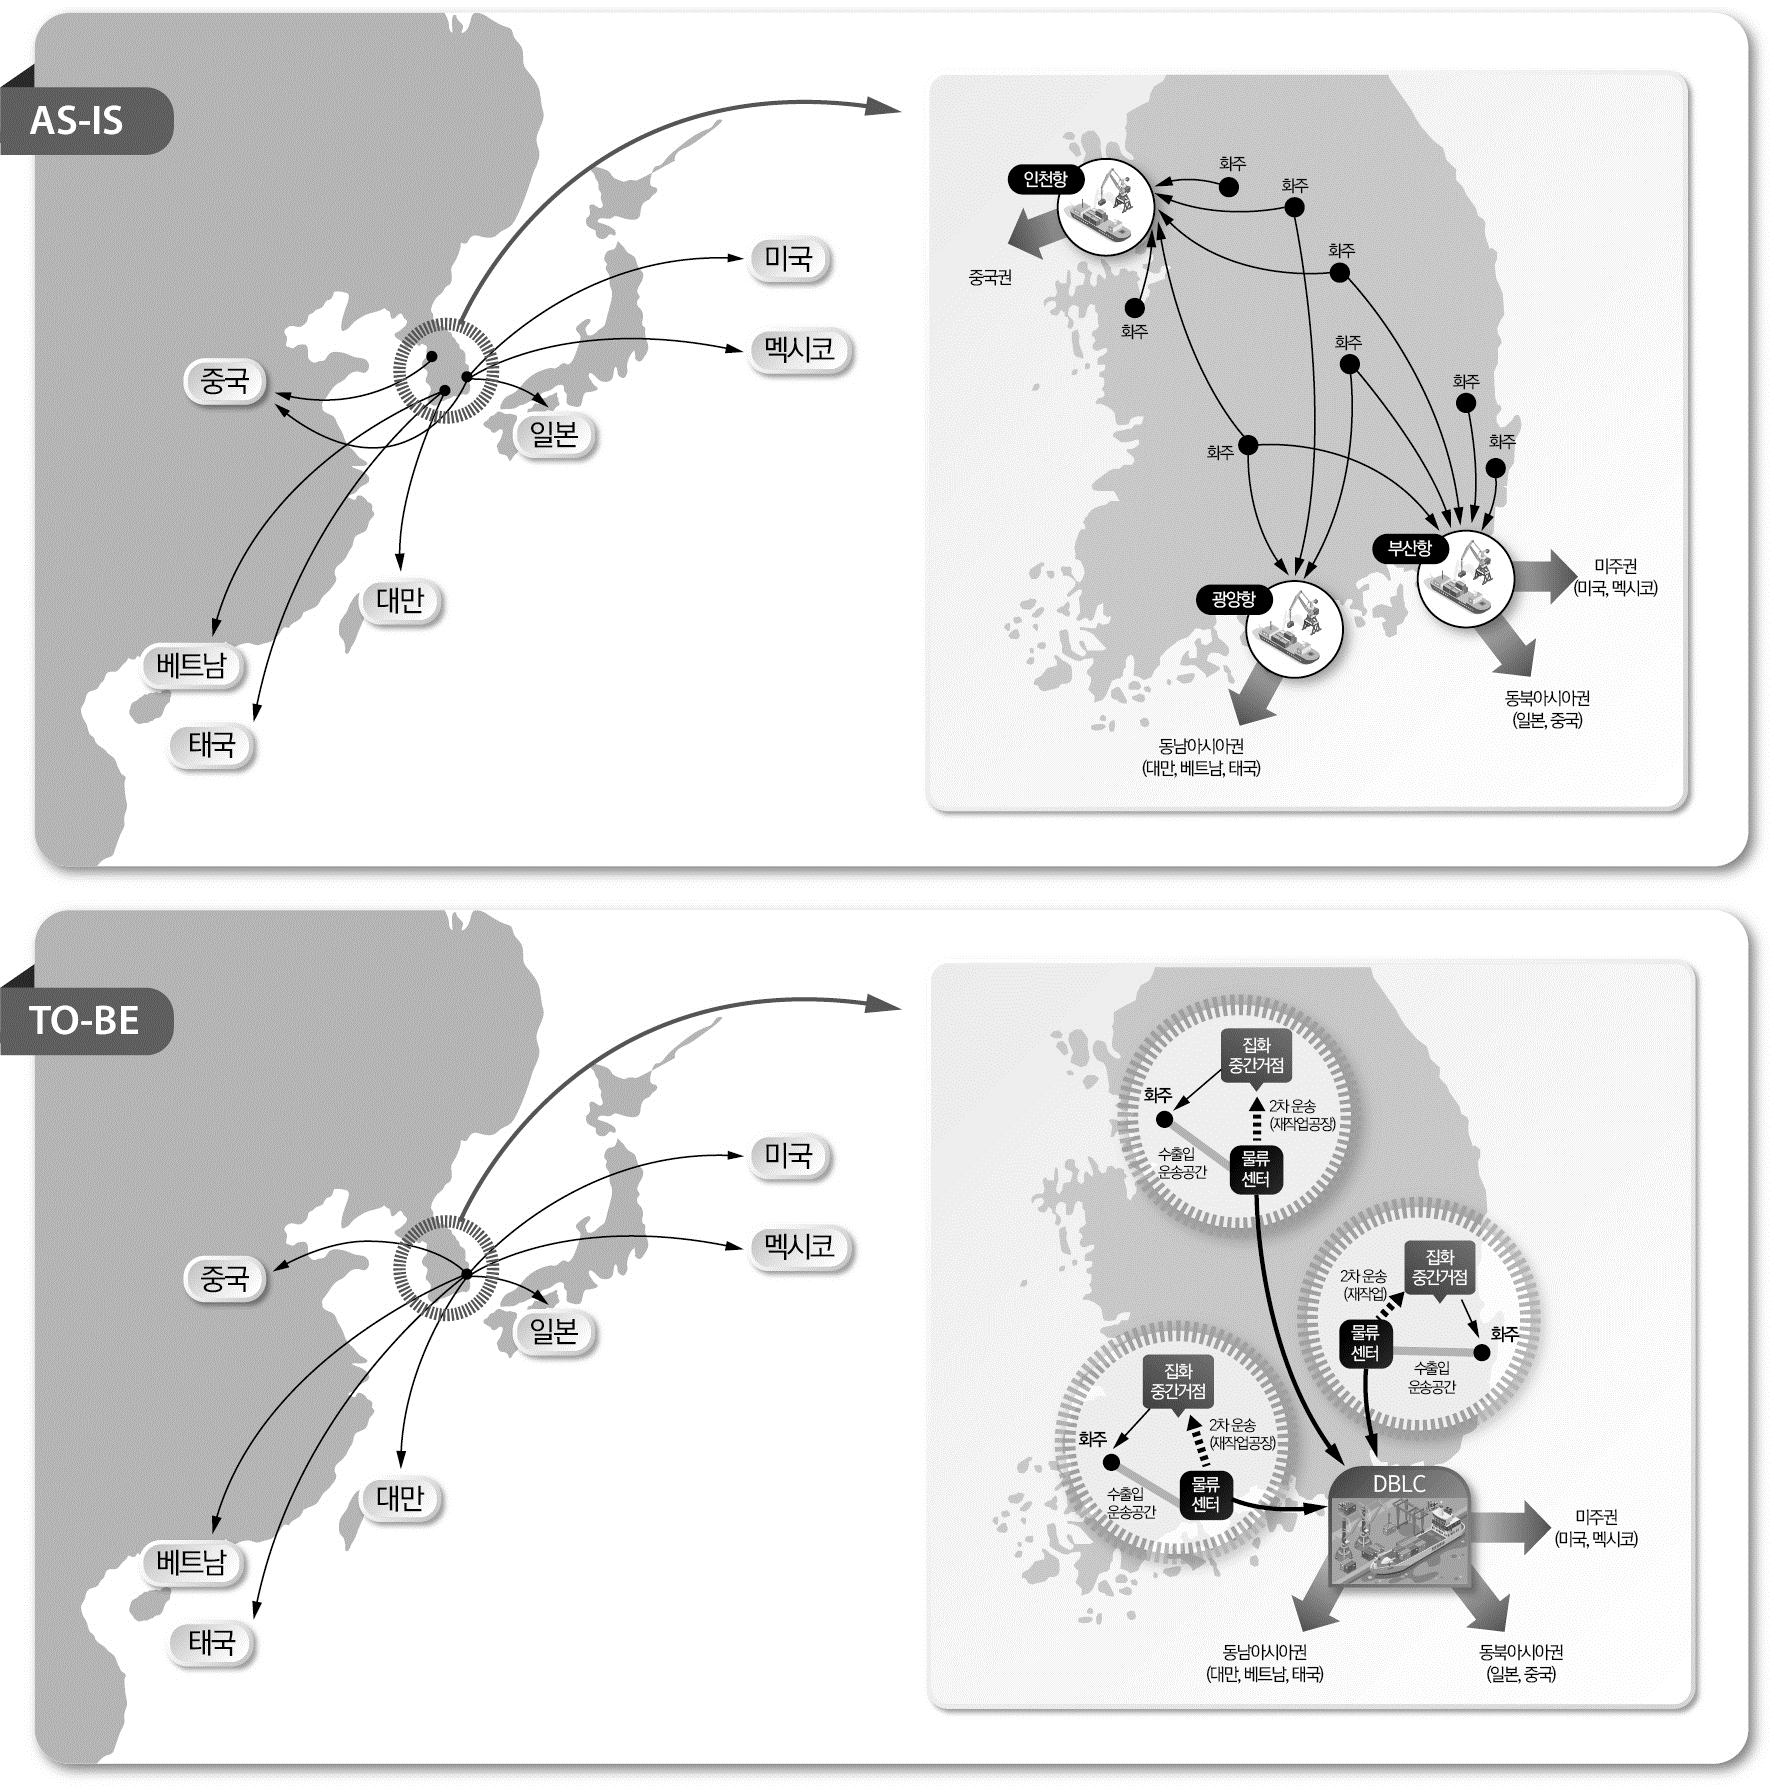 AS-IS
미국
멕시코
중국
일본
대만
베트남
태국
인천항
화주
화주
중국권
화주
화주
화주
화주
화주
화주
부산항
미주권
(미국, 멕시코)
광양항
동북아시아권
(일본, 중국)
동남아시아권
(대만, 베트남, 태국)
TO-BE
미국
멕시코
중국
일본
대만
베트남
태국
집화
중간거점
화주
2차 운송
(재작업공장)
수출입
운송공간
물류
센터
집화
중간거점
2차 운송
(재작업)
물류
센터
화주
수출입
운송공간
집화
중간거점
2차 운송
(재작업공장)
화주
수출입
운송공간
물류
센터
DBLC
미주권
(미국, 멕시코)
동남아시아권
(대만, 베트남, 태국)
동북아시아권
(일본, 중국)